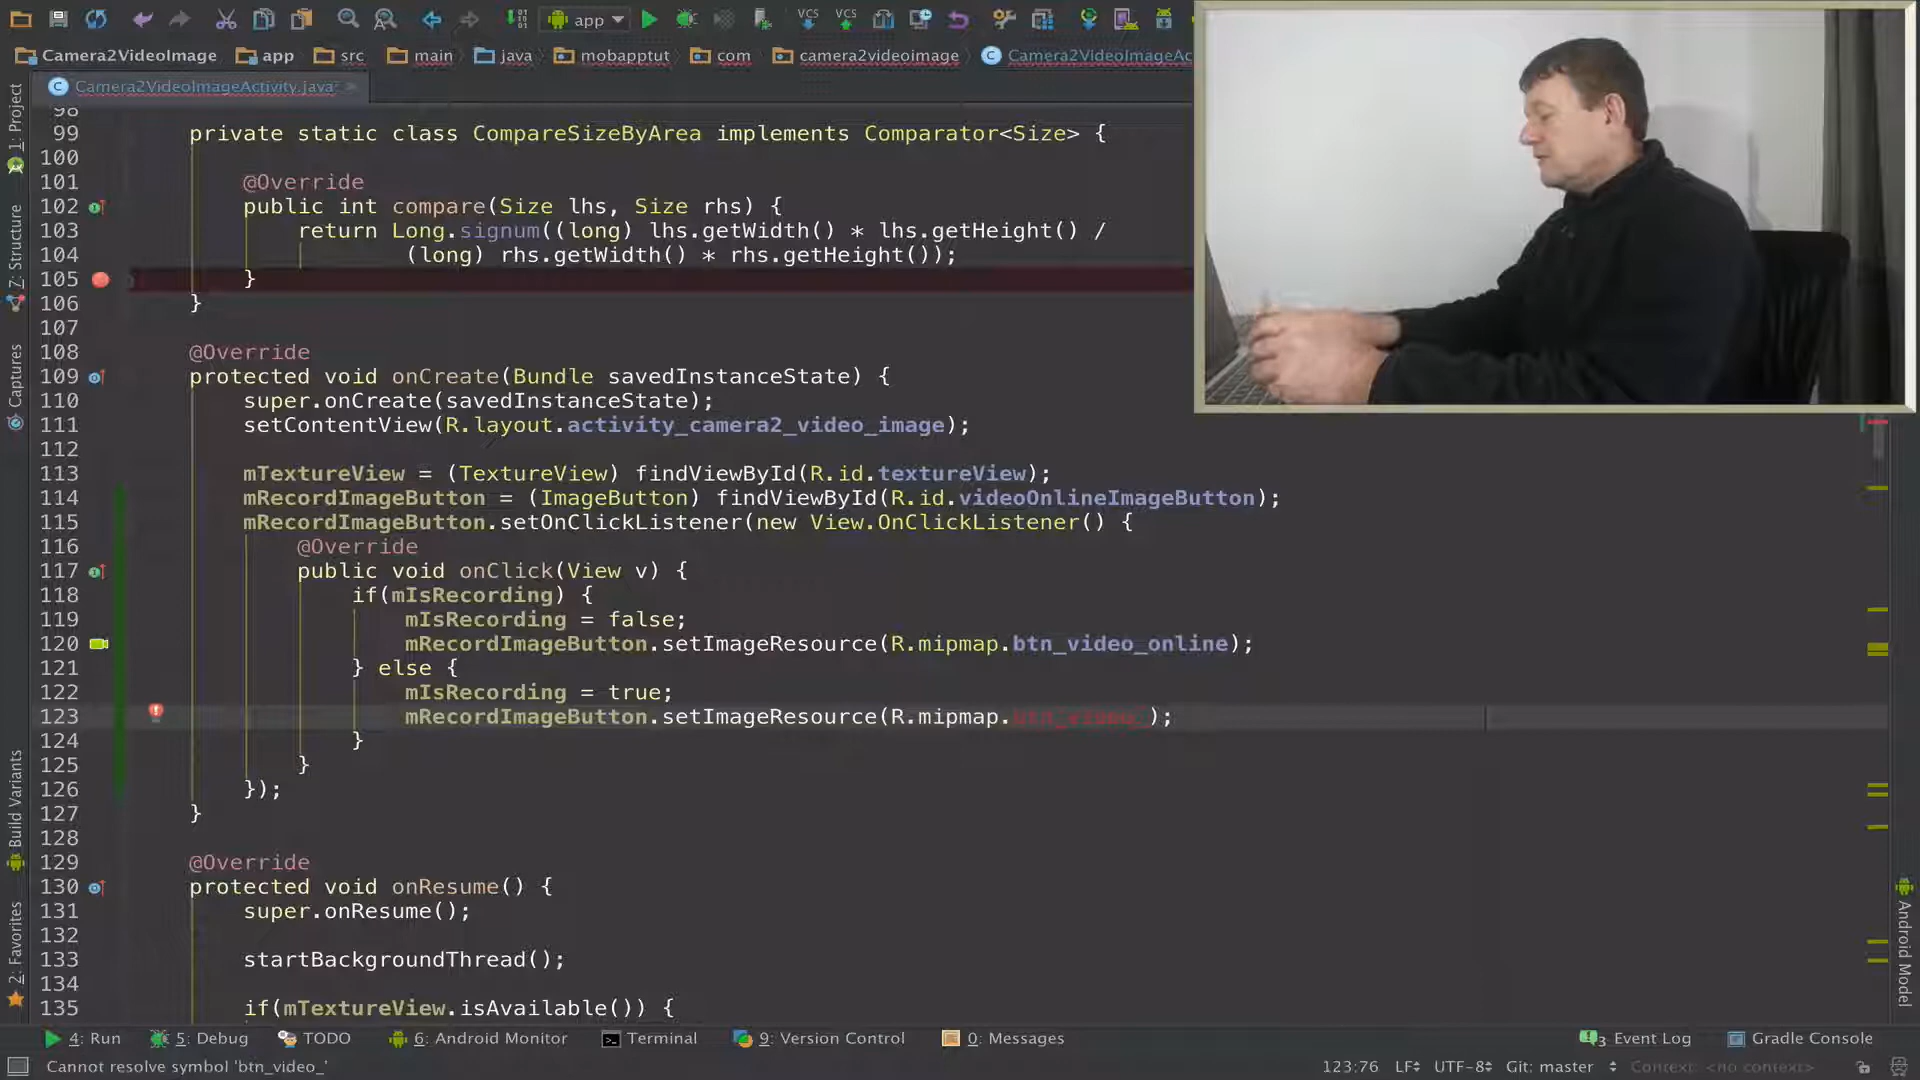 app
VCS
VCS
Camera2VideoImage
app
src
main
java
mobapptut
com
camera2videoimage
Camera2VideoImageAc
Camera2VideoImageActivity.java
1: Project
7: Structure
Captures
Build Variants
2: Favorites
Android Model
98
99 private static class CompareSizeByArea implements Comparator<Size> {
100
101 @Override
102 public int compare(Size lhs, Size rhs) {
103 return Long.signum((long) lhs.getWidth() * lhs.getHeight() /
104 (long) rhs.getWidth() * rhs.getHeight());
105 }
106 }
107
108 @Override
109 protected void onCreate(Bundle savedInstanceState) {
110 super.onCreate(savedInstanceState);
111 setContentView(R.layout.activity_camera2_video_image);
112
113 mTextureView = (TextureView) findViewById(R.id.textureView);
114 mRecordImageButton = (ImageButton) findViewById(R.id.videoOnlineImageButton);
115 mRecordImageButton.setOnClickListener(new View.OnClickListener() {
116 @Override
117 public void onClick(View v) {
118 if(mIsRecording) {
119 mIsRecording = false;
120 mRecordImageButton.setImageResource(R.mipmap.btn_video_online);
121 } else {
122 mIsRecording = true;
123 mRecordImageButton.setImageResource(R.mipmap.btn_video_);
124 }
125 }
126 });
127 }
128
129 @Override
130 protected void onResume() {
131 super.onResume();
132
133 startBackgroundThread();
134
135 if(mTextureView.isAvailable()) {
4: Run
5: Debug
TODO
6: Android Monitor
Terminal
9: Version Control
0: Messages
3 Event Log
Gradle Console
Cannot resolve symbol 'btn_video_'
123:76
LF
UTF-8
Git: master
Context: <no context>